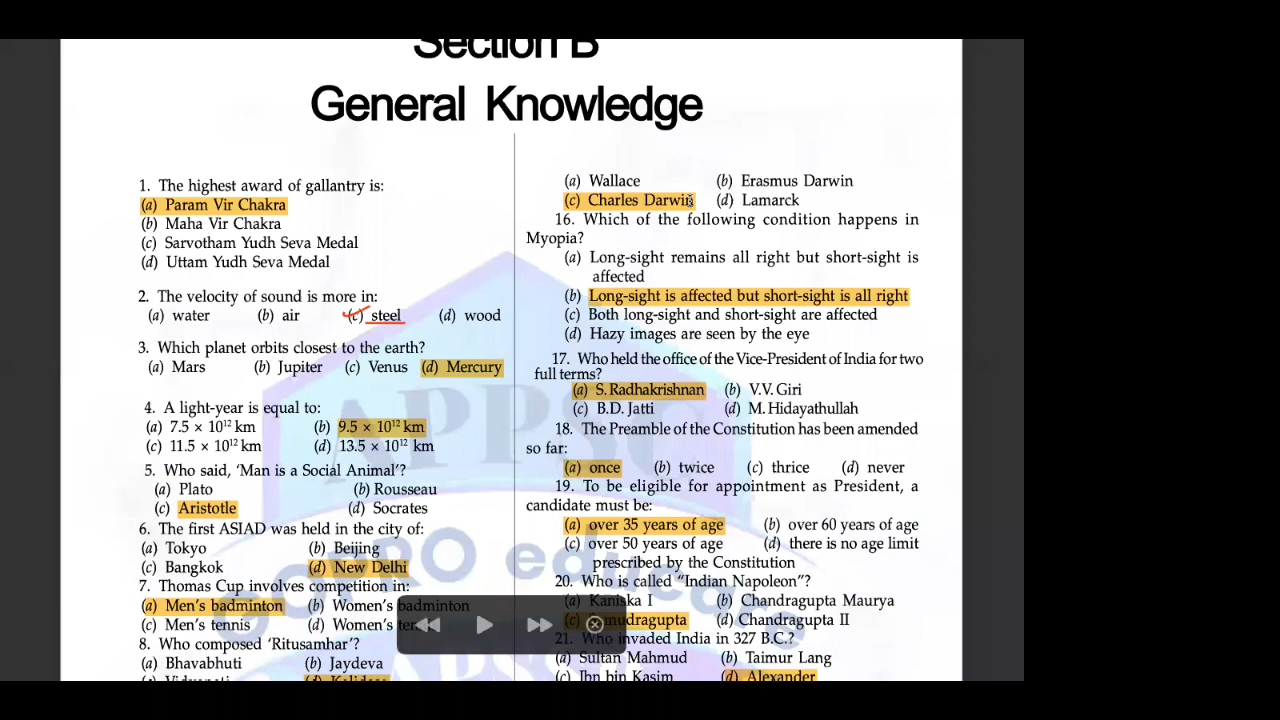 Section B
General Knowledge
1. The highest award of gallantry is:
(a) Param Vir Chakra
(b) Maha Vir Chakra
(c) Sarvotham Yudh Seva Medal
(d) Uttam Yudh Seva Medal
2. The velocity of sound is more in:
(a) water (b) air (c) steel (d) wood
3. Which planet orbits closest to the earth?
(a) Mars (b) Jupiter (c) Venus (d) Mercury
4. A light-year is equal to:
(a) 7.5 × 10¹² km (b) 9.5 × 10¹² km
(c) 11.5 × 10¹² km (d) 13.5 × 10¹² km
5. Who said, 'Man is a Social Animal'?
(a) Plato (b) Rousseau
(c) Aristotle (d) Socrates
6. The first ASIAD was held in the city of:
(a) Tokyo (b) Beijing
(c) Bangkok (d) New Delhi
7. Thomas Cup involves competition in:
(a) Men's badminton (b) Women's badminton
(c) Men's tennis (d) Women's
8. Who composed 'Ritusamhar'?
(a) Bhavabhuti (b) Jaydeva
(d) Kalidasa
(a) Wallace (b) Erasmus Darwin
(c) Charles Darwin (d) Lamarck
16. Which of the following condition happens in
Myopia?
(a) Long-sight remains all right but short-sight is
affected
(b) Long-sight is affected but short-sight is all right
(c) Both long-sight and short-sight are affected
(d) Hazy images are seen by the eye
17. Who held the office of the Vice-President of India for two
full terms?
(a) S. Radhakrishnan (b) V.V. Giri
(c) B.D. Jatti (d) M. Hidayathullah
18. The Preamble of the Constitution has been amended
so far:
(a) once (b) twice (c) thrice (d) never
19. To be eligible for appointment as President, a
candidate must be:
(a) over 35 years of age (b) over 60 years of age
(c) over 50 years of age (d) there is no age limit
prescribed by the Constitution
20. Who is called "Indian Napoleon"?
(a) Kaniska I (b) Chandragupta Maurya
(d) Chandragupta II
21. Who invaded India in 327 B.C.?
(a) Sultan Mahmud (b) Taimur Lang
(c) Ibn bin Kasim (d) Alexander
APPSC
GOPRO educare
APPSC